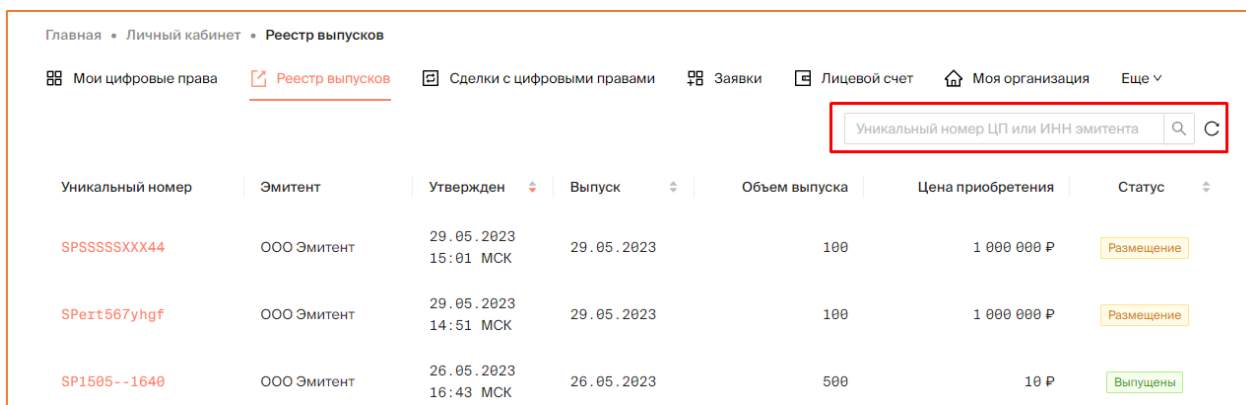 Главная • Личный кабинет • Реестр выпусков
Мои цифровые права Реестр выпусков Сделки с цифровыми правами Заявки Лицевой счет Моя организация Еще
Уникальный номер ЦП или ИНН эмитента
Уникальный номер Эмитент Утвержден Выпуск Объем выпуска Цена приобретения Статус
SPSSSSSXXX44 ООО Эмитент 29.05.2023 15:01 МСК 29.05.2023 100 1 000 000 ₽ Размещение
SPert567yhgf ООО Эмитент 29.05.2023 14:51 МСК 29.05.2023 100 1 000 000 ₽ Размещение
SP1505--1640 ООО Эмитент 26.05.2023 16:43 МСК 26.05.2023 500 10 ₽ Выпущены